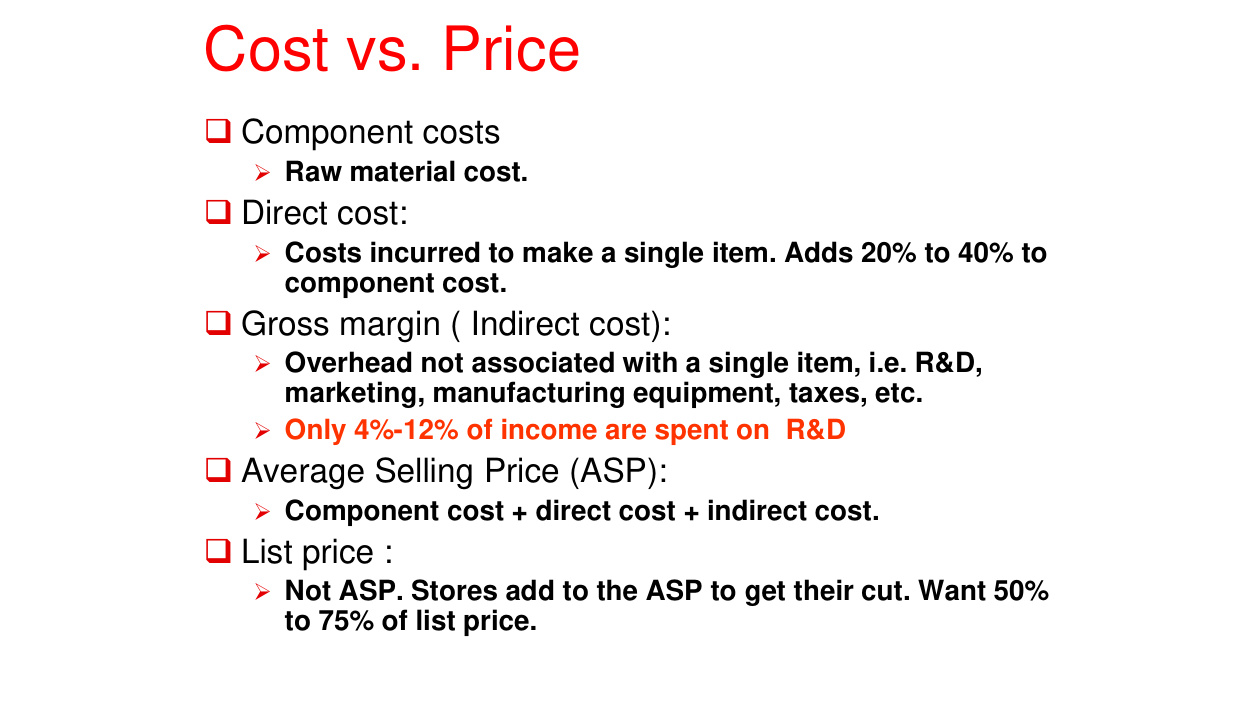 Cost vs. Price
Component costs
Raw material cost.
Direct cost:
Costs incurred to make a single item. Adds 20% to 40% to
component cost.
Gross margin ( Indirect cost):
Overhead not associated with a single item, i.e. R&D,
marketing, manufacturing equipment, taxes, etc.
Only 4%-12% of income are spent on  R&D
Average Selling Price (ASP):
Component cost + direct cost + indirect cost.
List price :
Not ASP. Stores add to the ASP to get their cut. Want 50%
to 75% of list price.